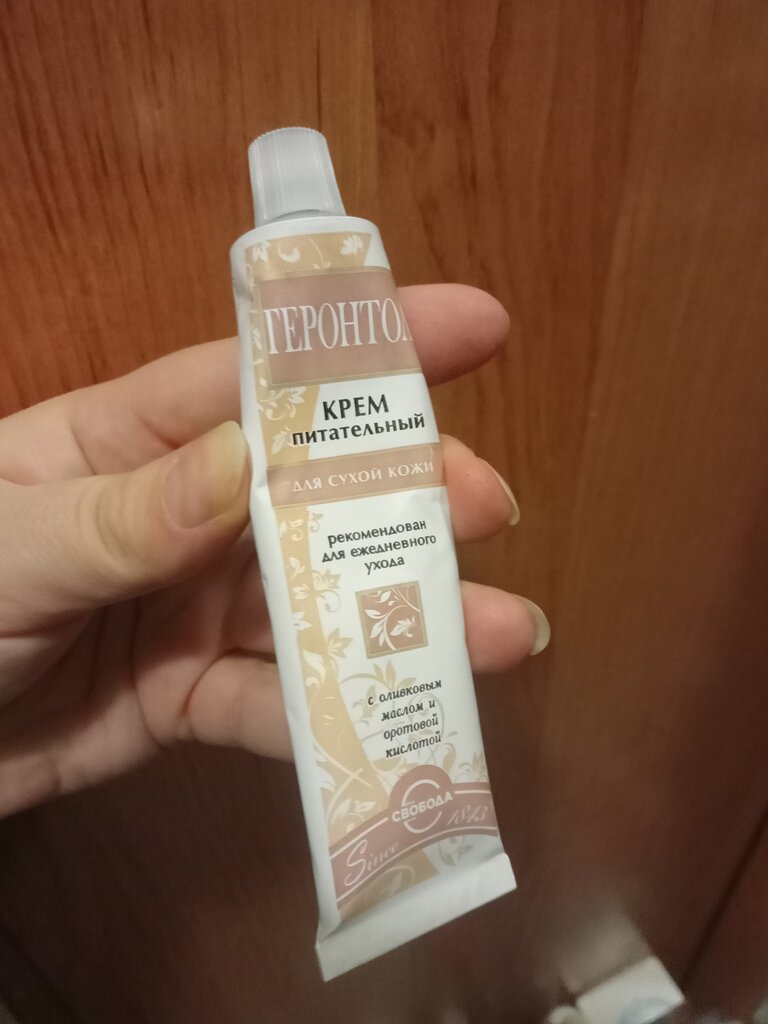 ГЕРОНТОЛ
КРЕМ
питательный
ДЛЯ СУХОЙ КОЖИ
рекомендован
для ежедневного
ухода
с оливковым
маслом и
оротовой
кислотой
СВОБОДА
Since 1843